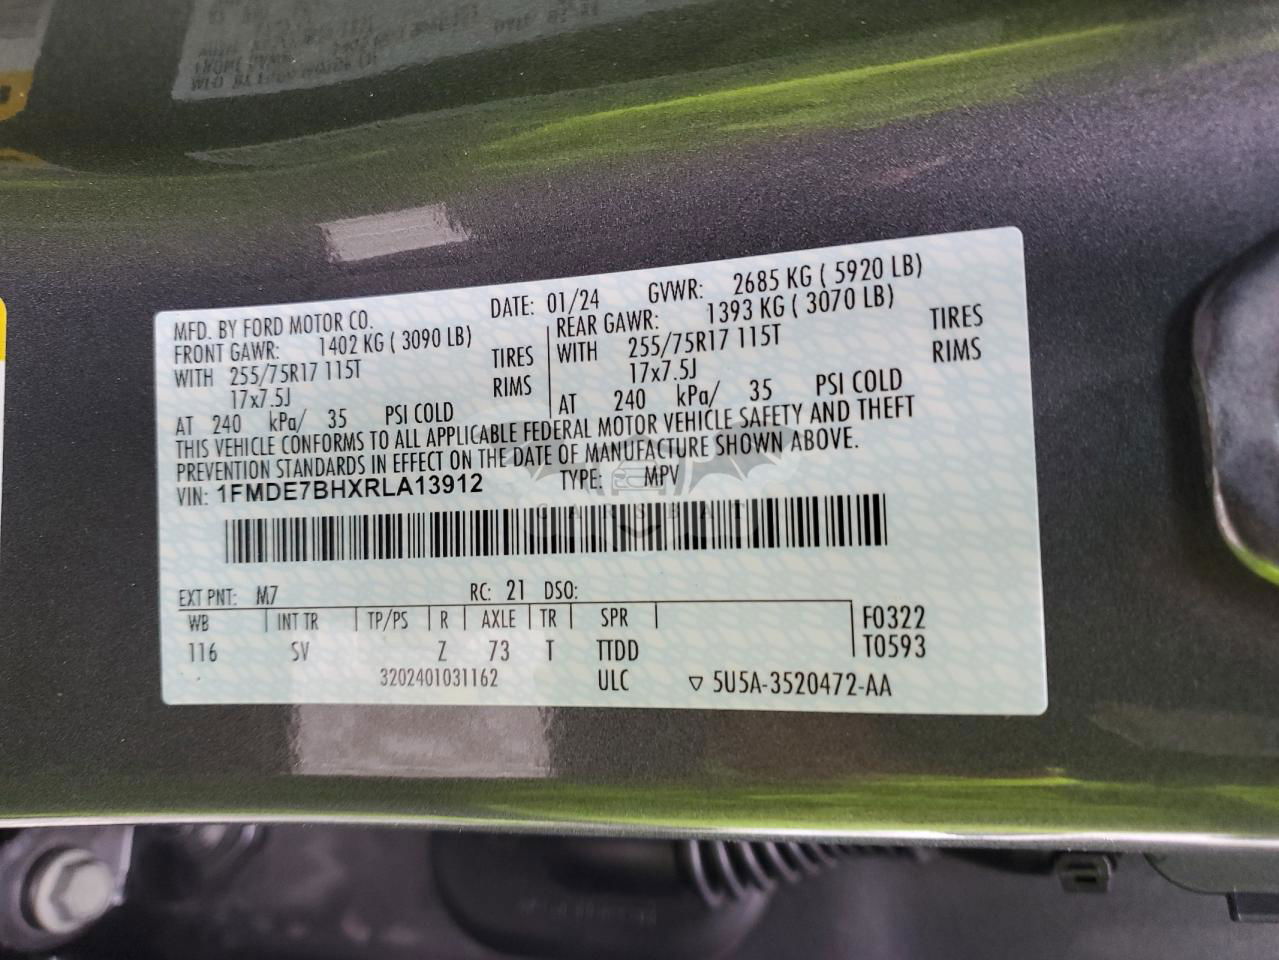 MFD. BY FORD MOTOR CO. DATE: 01/24 GVWR: 2685 KG ( 5920 LB)
FRONT GAWR: 1402 KG ( 3090 LB) REAR GAWR: 1393 KG ( 3070 LB)
WITH 255/75R17 115T TIRES WITH 255/75R17 115T TIRES
17x7.5J RIMS 17x7.5J RIMS
AT 240 kPa/ 35 PSI COLD AT 240 kPa/ 35 PSI COLD
THIS VEHICLE CONFORMS TO ALL APPLICABLE FEDERAL MOTOR VEHICLE SAFETY AND THEFT
PREVENTION STANDARDS IN EFFECT ON THE DATE OF MANUFACTURE SHOWN ABOVE.
VIN: 1FMDE7BHXRLA13912 TYPE: MPV
CARSBAT
EXT PNT: M7 RC: 21 DSO:
WB INT TR TP/PS R AXLE TR SPR F0322
116 SV Z 73 T TTDD T0593
3202401031162 ULC ▽ 5U5A-3520472-AA